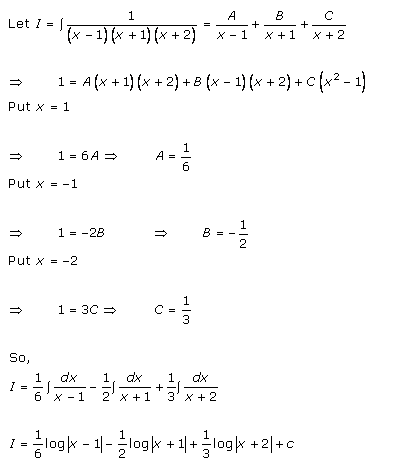 Let I = ∫ 1/((x − 1)(x + 1)(x + 2)) = A/(x − 1) + B/(x + 1) + C/(x + 2)
⇒ 1 = A(x + 1)(x + 2) + B(x − 1)(x + 2) + C(x² − 1)
Put x = 1
⇒ 1 = 6A ⇒ A = 1/6
Put x = −1
⇒ 1 = −2B ⇒ B = −1/2
Put x = −2
⇒ 1 = 3C ⇒ C = 1/3
So,
I = 1/6 ∫ dx/(x − 1) − 1/2 ∫ dx/(x + 1) + 1/3 ∫ dx/(x + 2)
I = 1/6 log|x − 1| − 1/2 log|x + 1| + 1/3 log|x + 2| + c